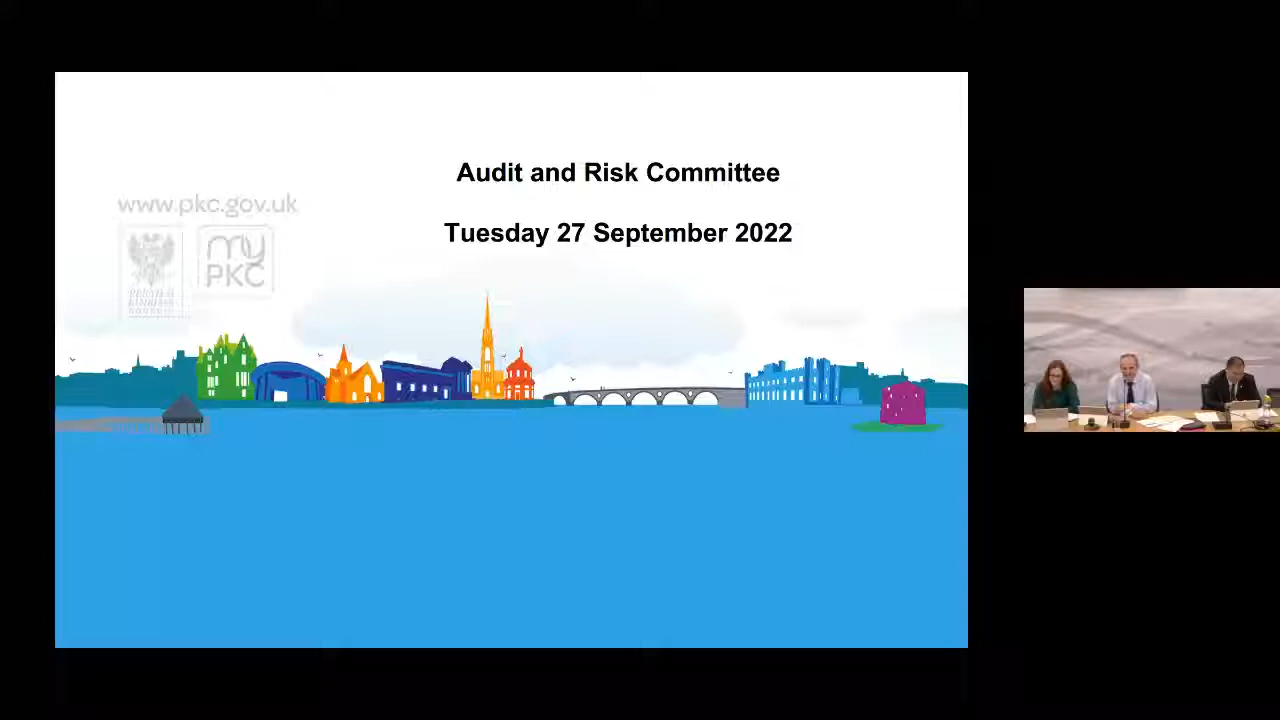 Audit and Risk Committee
www.pkc.gov.uk
Tuesday 27 September 2022
my
PKC